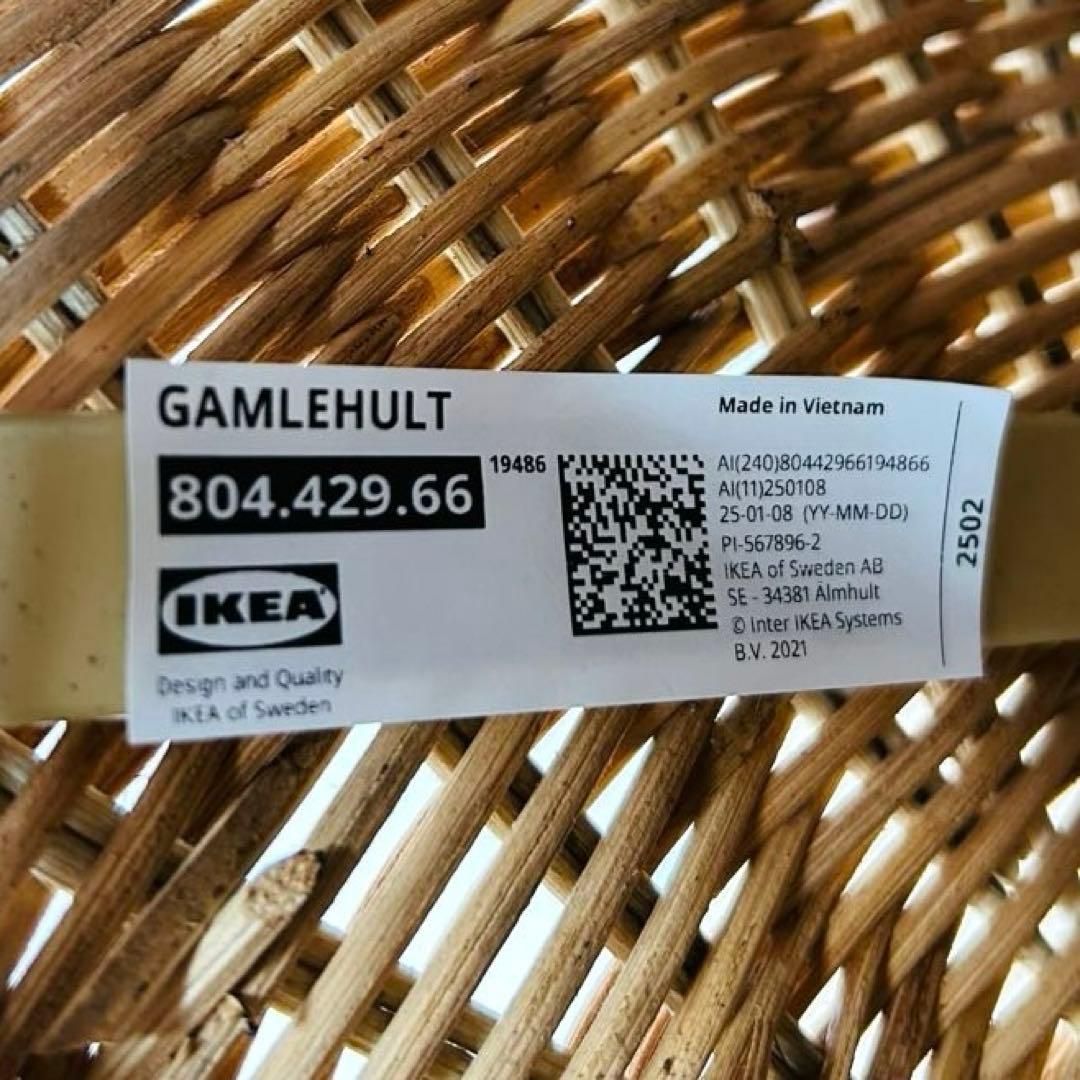 GAMLEHULT
804.429.66
19486
IKEA
Design and Quality
IKEA of Sweden
Made in Vietnam
AI(240)80442966194866
AI(11)250108
25-01-08 (YY-MM-DD)
PI-567896-2
IKEA of Sweden AB
SE - 34381 Älmhult
© Inter IKEA Systems
B.V. 2021
2502